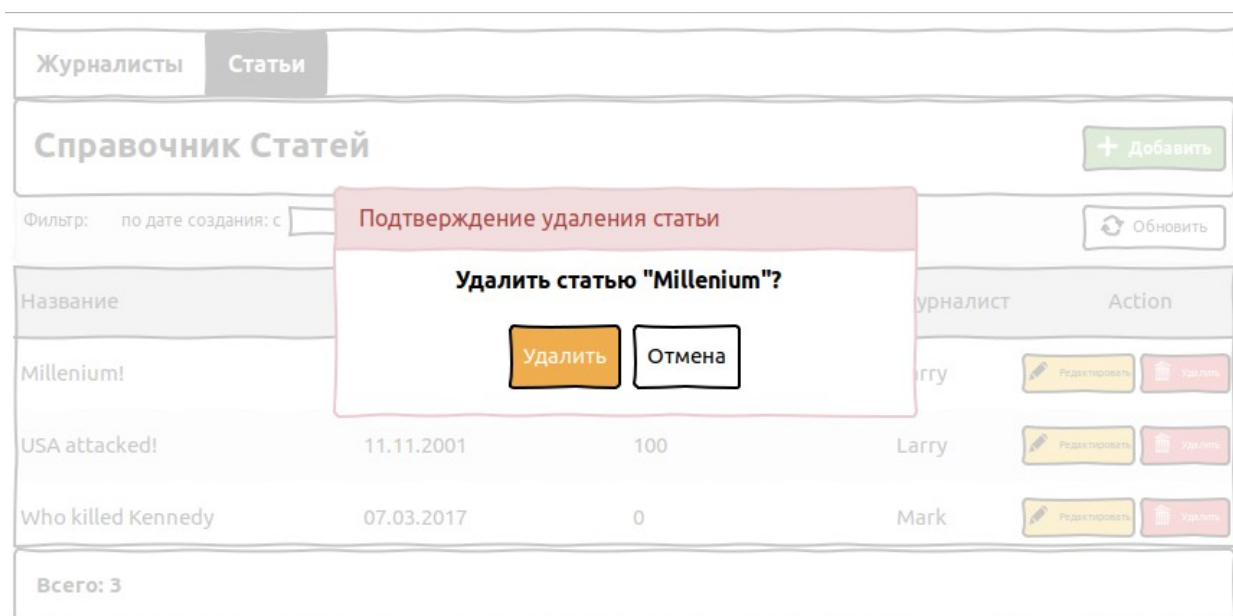 Журналисты Статьи
Справочник Статей
+ Добавить
Фильтр: по дате создания: с
Обновить
Подтверждение удаления статьи
Удалить статью "Millenium"?
Удалить Отмена
Название урналист Action
Millenium! rry Редактировать Удалить
USA attacked! 11.11.2001 100 Larry Редактировать Удалить
Who killed Kennedy 07.03.2017 0 Mark Редактировать Удалить
Всего: 3